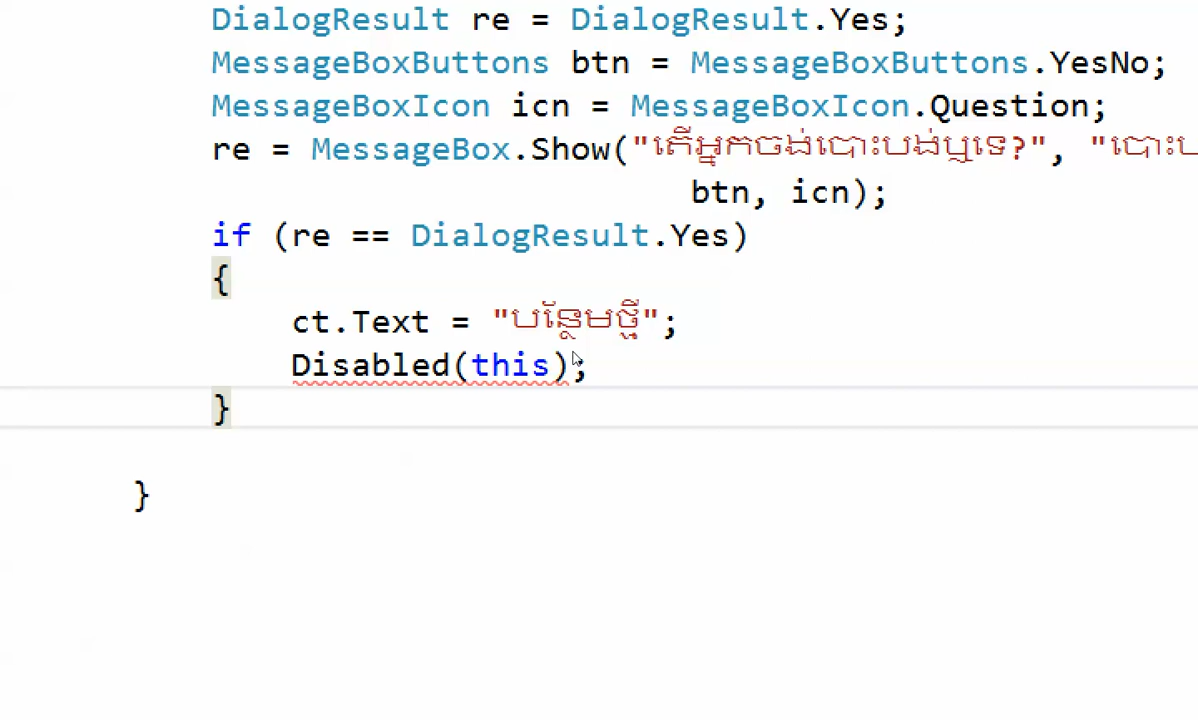 DialogResult re = DialogResult.Yes;
MessageBoxButtons btn = MessageBoxButtons.YesNo;
MessageBoxIcon icn = MessageBoxIcon.Question;
re = MessageBox.Show("តើអ្នកចង់បោះបង់ឬទេ?", "
btn, icn);
if (re == DialogResult.Yes)
{
ct.Text = "បន្ថែមថ្មី";
Disabled(this);
}
}